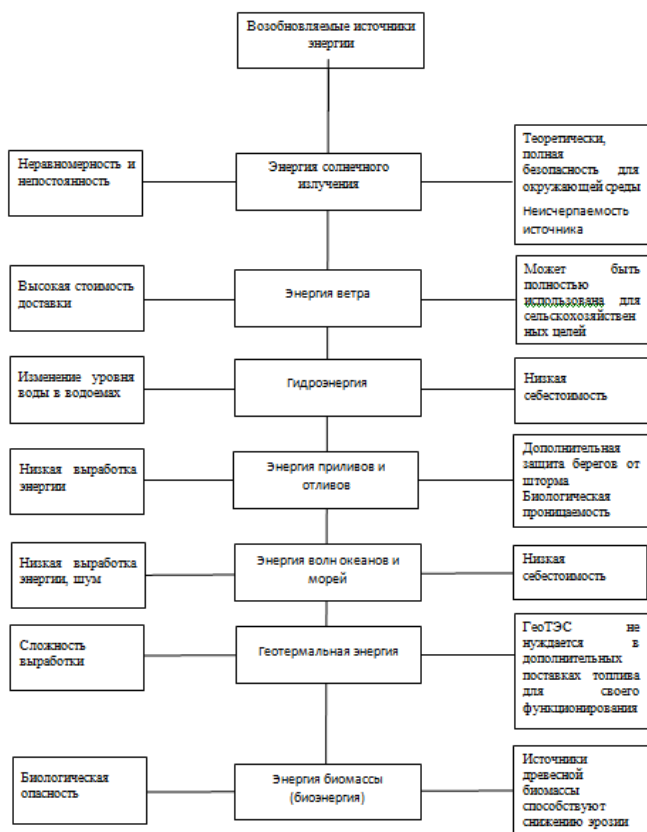 Возобновляемые источники
энергии
Неравномерность и
непостоянность
Энергия солнечного
излучения
Теоретически,
полная
безопасность для
окружающей среды
Неисчерпаемость
источника
Высокая стоимость
доставки
Энергия ветра
Может быть
полностью
использована для
сельскохозяйствен
ных целей
Изменение уровня
воды в водоемах
Гидроэнергия
Низкая
себестоимость
Низкая выработка
энергии
Энергия приливов и
отливов
Дополнительная
защита берегов от
шторма
Биологическая
проницаемость
Низкая выработка
энергии, шум
Энергия волн океанов и
морей
Низкая
себестоимость
Сложность
выработки
Геотермальная энергия
ГеоТЭС не
нуждается в
дополнительных
поставках топлива
для своего
функционирования
Биологическая
опасность
Энергия биомассы
(биоэнергия)
Источники
древесной
биомассы
способствуют
снижению эрозии